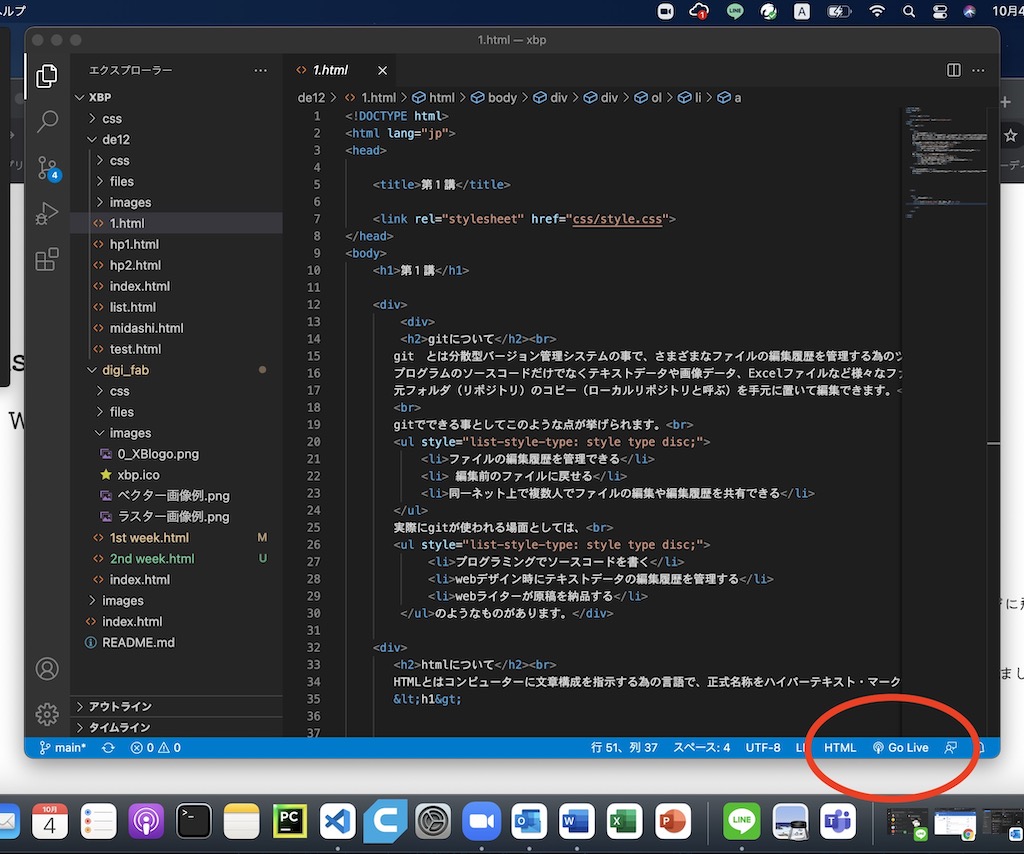 ルプ
LINE
1
A
10月4
1.html — xbp
エクスプローラー ···
1.html ×
XBP
de12 > 1.html > html > body > div > div > ol > li > a
css
de12
css
files
images
1.html
hp1.html
hp2.html
index.html
list.html
midashi.html
test.html
digi_fab
css
files
images
0_XBlogo.png
xbp.ico
ベクター画像例.png
ラスター画像例.png
1st week.html M
2nd week.html U
index.html
images
index.html
README.md
アウトライン
タイムライン
4
1 <!DOCTYPE html>
2 <html lang="jp">
3 <head>
4
5 <title>第１講</title>
6
7 <link rel="stylesheet" href="css/style.css">
8 </head>
9 <body>
10 <h1>第１講</h1>
11
12 <div>
13 <div>
14 <h2>gitについて</h2><br>
15 git　とは分散型バージョン管理システムの事で、さまざまなファイルの編集履歴を管理する為のツ
16 プログラムのソースコードだけでなくテキストデータや画像データ、Excelファイルなど様々なファ
17 元フォルダ（リポジトリ）のコピー（ローカルリポジトリと呼ぶ）を手元に置いて編集できます。<
18 <br>
19 gitでできる事としてこのような点が挙げられます。<br>
20 <ul style="list-style-type: style type disc;">
21 <li>ファイルの編集履歴を管理できる</li>
22 <li> 編集前のファイルに戻せる</li>
23 <li>同一ネット上で複数人でファイルの編集や編集履歴を共有できる</li>
24 </ul>
25 実際にgitが使われる場面としては、<br>
26 <ul style="list-style-type: style type disc;">
27 <li>プログラミングでソースコードを書く</li>
28 <li>webデザイン時にテキストデータの編集履歴を管理する</li>
29 <li>webライターが原稿を納品する</li>
30 </ul>のようなものがあります。</div>
31
32 <div>
33 <h2>htmlについて</h2><br>
34 HTMLとはコンピューターに文章構成を指示する為の言語で、正式名称をハイパーテキスト・マーク
35 &lt;h1&gt;
36
37
main* 0 0 行 51、列 37 スペース: 4 UTF-8 HTML Go Live
W
まし
10月
4
PC
LINE